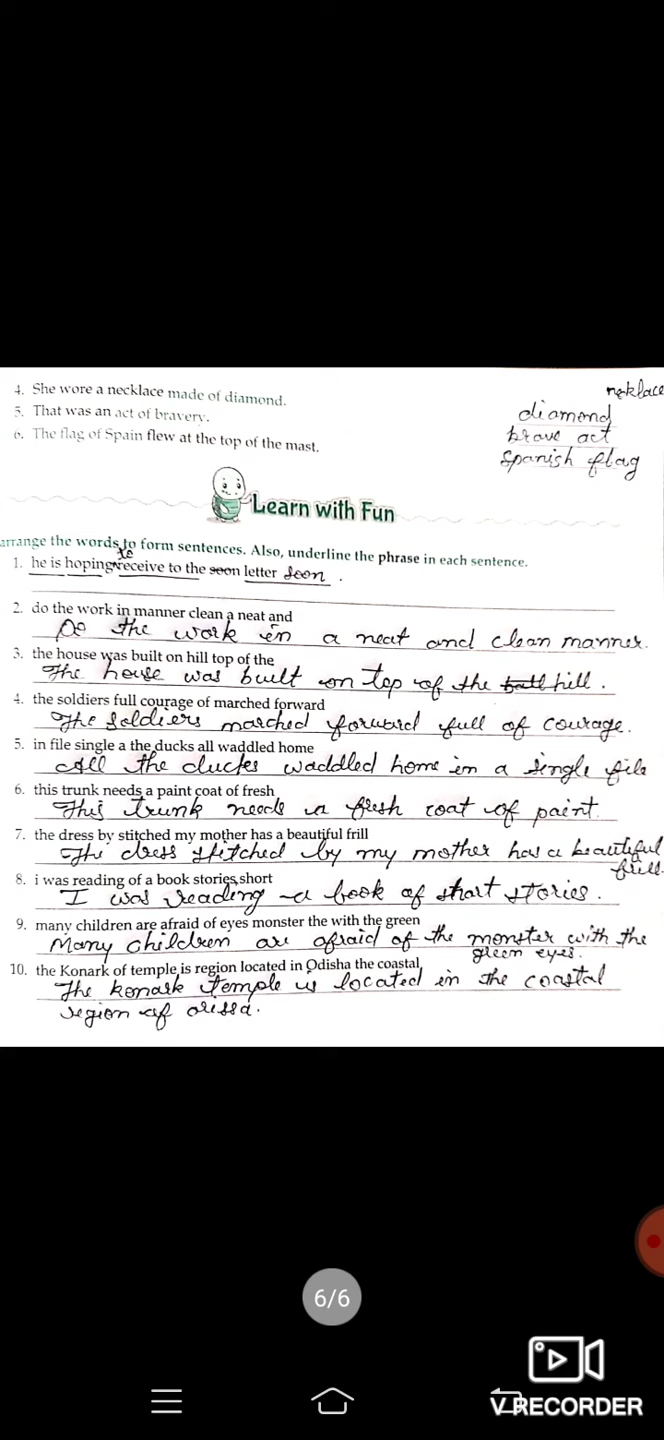 4. She wore a necklace made of diamond.
neklace
diamond
5. That was an act of bravery.
brave act
6. The flag of Spain flew at the top of the mast.
Spanish flag
Learn with Fun
arrange the words to form sentences. Also, underline the phrase in each sentence.
1. he is hoping to receive to the soon letter soon .
2. do the work in manner clean a neat and
Do the work in a neat and clean manner.
3. the house was built on hill top of the
The house was built on top of the hill .
4. the soldiers full courage of marched forward
The soldiers marched forward full of courage.
5. in file single a the ducks all waddled home
All the ducks waddled home in a single file
6. this trunk needs a paint coat of fresh
This trunk needs a fresh coat of paint.
7. the dress by stitched my mother has a beautiful frill
The dress stitched by my mother has a beautiful
frill.
8. i was reading of a book stories short
I was reading a book of short stories.
9. many children are afraid of eyes monster the with the green
Many children are afraid of the monster with the
green eyes.
10. the Konark of temple is region located in Odisha the coastal
The konark temple is located in the coastal
region of orissa.
6/6
V RECORDER